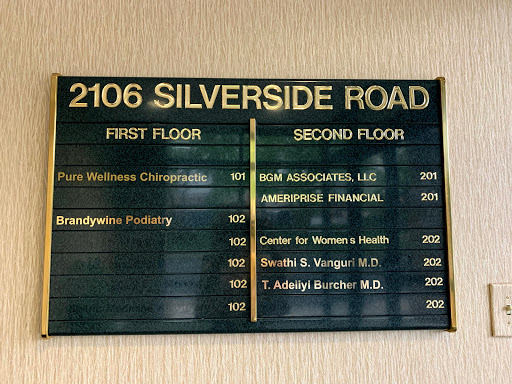 2106 SILVERSIDE ROAD
FIRST FLOOR
Pure Wellness Chiropractic 101
Brandywine Podiatry 102
102
102
102
102
SECOND FLOOR
BGM ASSOCIATES, LLC 201
AMERIPRISE FINANCIAL 201
Center for Women s Health 202
Swathi S. Vanguri M.D. 202
T. Adeliyi Burcher M.D. 202
202